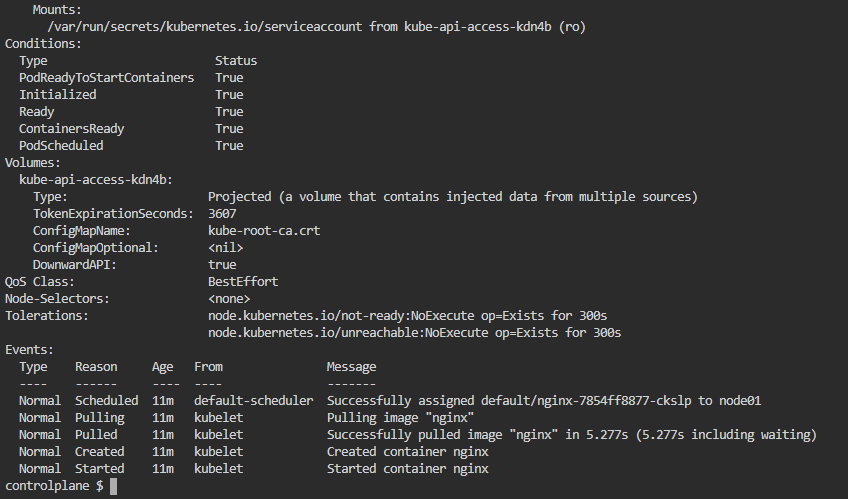 Mounts:
      /var/run/secrets/kubernetes.io/serviceaccount from kube-api-access-kdn4b (ro)
Conditions:
  Type                        Status
  PodReadyToStartContainers   True
  Initialized                 True
  Ready                       True
  ContainersReady             True
  PodScheduled                True
Volumes:
  kube-api-access-kdn4b:
    Type:                    Projected (a volume that contains injected data from multiple sources)
    TokenExpirationSeconds:  3607
    ConfigMapName:           kube-root-ca.crt
    ConfigMapOptional:       <nil>
    DownwardAPI:             true
QoS Class:                   BestEffort
Node-Selectors:              <none>
Tolerations:                 node.kubernetes.io/not-ready:NoExecute op=Exists for 300s
                             node.kubernetes.io/unreachable:NoExecute op=Exists for 300s
Events:
  Type    Reason     Age   From               Message
  ----    ------     ----  ----               -------
  Normal  Scheduled  11m   default-scheduler  Successfully assigned default/nginx-7854ff8877-ckslp to node01
  Normal  Pulling    11m   kubelet            Pulling image "nginx"
  Normal  Pulled     11m   kubelet            Successfully pulled image "nginx" in 5.277s (5.277s including waiting)
  Normal  Created    11m   kubelet            Created container nginx
  Normal  Started    11m   kubelet            Started container nginx
controlplane $